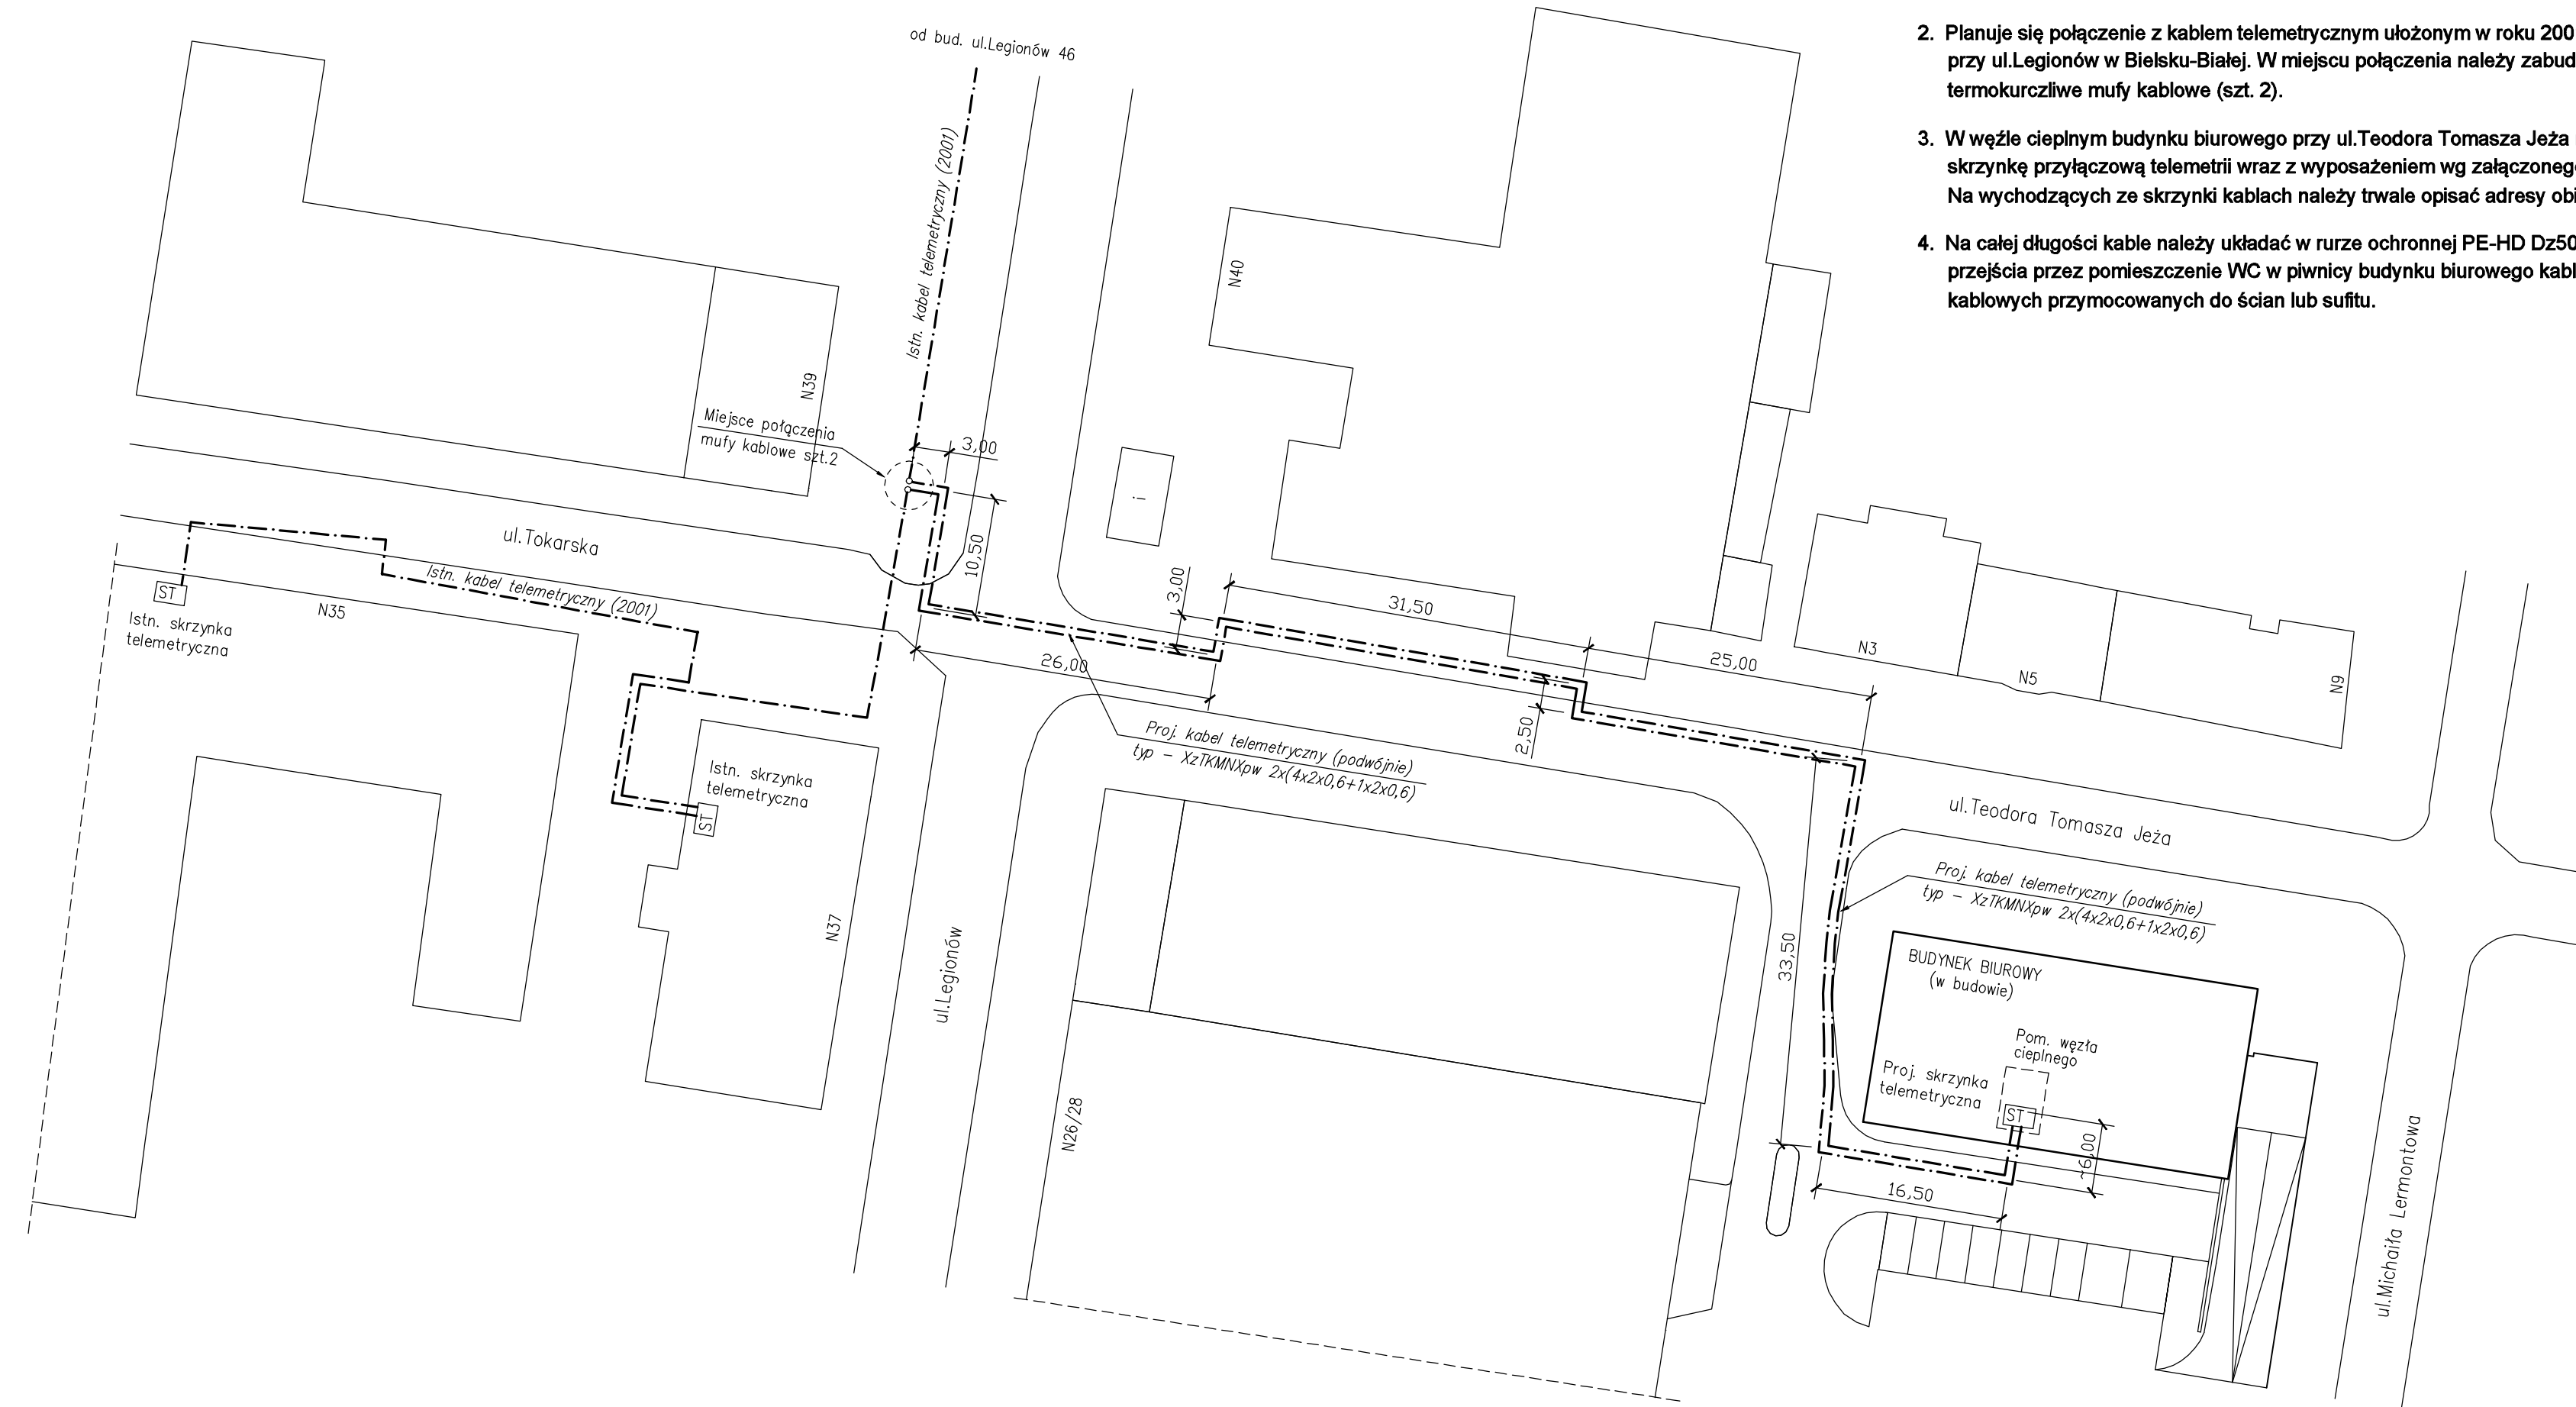 od bud. ul.Legionów 46
2. Planuje się połączenie z kablem telemetrycznym ułożonym w roku 200
przy ul.Legionów w Bielsku-Białej. W miejscu połączenia należy zabud
termokurczliwe mufy kablowe (szt. 2).
3. W węźle cieplnym budynku biurowego przy ul.Teodora Tomasza Jeża
skrzynkę przyłączową telemetrii wraz z wyposażeniem wg załączoneg
Na wychodzących ze skrzynki kablach należy trwale opisać adresy obi
4. Na całej długości kable należy układać w rurze ochronnej PE-HD Dz50
przejścia przez pomieszczenie WC w piwnicy budynku biurowego kabl
kablowych przymocowanych do ścian lub sufitu.
Istn. kabel telemetryczny (2001)
N40
N39
Miejsce połączenia
mufy kablowe szt.2
3,00
10,50
i
ul.Tokarska
Istn. kabel telemetryczny (2001)
ST
N35
Istn. skrzynka
telemetryczna
3,00
31,50
26,00
25,00
2,50
N3
N5
N9
Proj. kabel telemetryczny (podwójnie)
typ - XzTKMNXpw 2x(4x2x0,6+1x2x0,6)
Istn. skrzynka
telemetryczna
ST
N37
ul.Legionów
ul.Teodora Tomasza Jeża
Proj. kabel telemetryczny (podwójnie)
typ - XzTKMNXpw 2x(4x2x0,6+1x2x0,6)
33,50
BUDYNEK BIUROWY
(w budowie)
Pom. węzła
cieplnego
Proj. skrzynka
telemetryczna
ST
~6,00
16,50
N26/28
ul.Michaiła Lermontowa